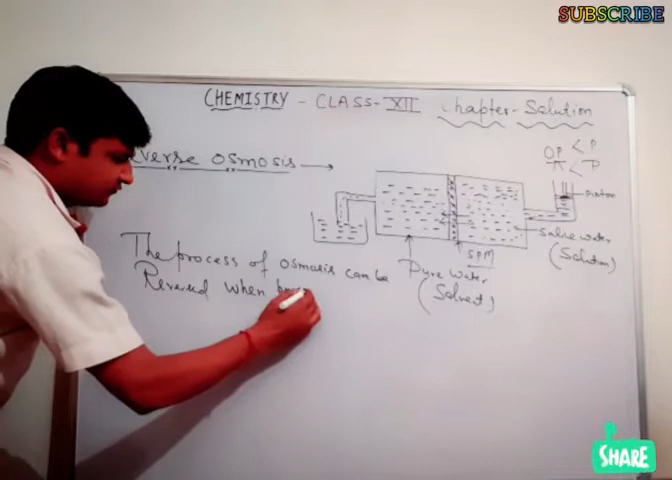 SUBSCRIBE
CHEMISTRY - CLASS-XII Chapter-Solution
verse osmosis →
OP < P
π < P
Piston
Saline water
(Solution)
SPM
Pure water
(Solvent)
The process of osmosis can be
Reversed when
SHARE